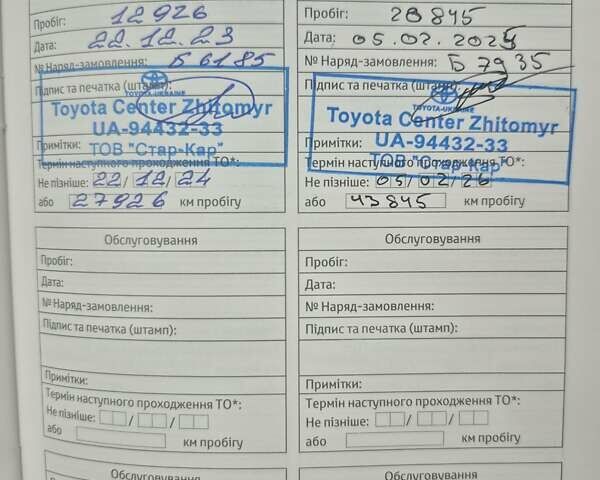 Пробіг: 12926
Дата: 22.12.23
№ Наряд-замовлення: Б 6185
Підпис та печатка (штамп):
TOYOTA-UKRAINE
Toyota Center Zhitomyr
UA-94432-33
ТОВ "Стар-Кар"
Примітки:
Термін наступного проходження ТО*:
Не пізніше: 22/12/24
або 27926 км пробігу
Пробіг: 28845
Дата: 05.02.2025
№ Наряд-замовлення: Б 7935
Підпис та печатка (штамп):
TOYOTA-UKRAINE
Toyota Center Zhitomyr
UA-94432-33
Примітки:
ТОВ "Стар-Кар"
Термін наступного проходження ТО*:
Не пізніше: 05/02/26
або 43845 км пробігу
Обслуговування
Пробіг:
Дата:
№ Наряд-замовлення:
Підпис та печатка (штамп):
Примітки:
Термін наступного проходження ТО*:
Не пізніше: / /
або км пробігу
Обслуговування
Пробіг:
Дата:
№ Наряд-замовлення:
Підпис та печатка (штамп):
Примітки:
Термін наступного проходження ТО*:
Не пізніше: / /
або км пробігу
Обслуговування
Обслуговування